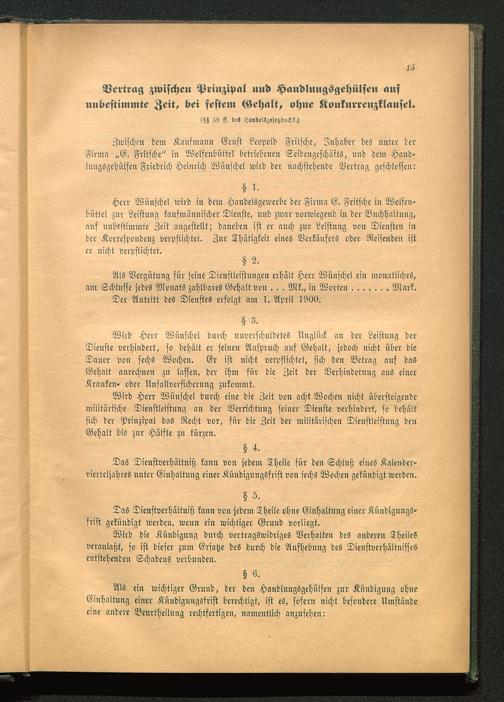 15
Vertrag zwischen Prinzipal und Handlungsgehülfen auf
unbestimmte Zeit, bei festem Gehalt, ohne Konkurrenzklausel.
(§§ 59 ff. des Handelsgesetzbuchs.)
Zwischen dem Kaufmann Ernst Leopold Fritsche, Inhaber des unter der
Firma „E. Fritsche“ in Wolfenbüttel betriebenen Seidengeschäfts, und dem Hand-
lungsgehülfen Friedrich Heinrich Wünschel wird der nachstehende Vertrag geschlossen:
§ 1.
Herr Wünschel wird in dem Handelsgewerbe der Firma E. Fritsche in Wolfen-
büttel zur Leistung kaufmännischer Dienste, und zwar vorwiegend in der Buchhaltung,
auf unbestimmte Zeit angestellt; daneben ist er auch zur Leistung von Diensten in
der Korrespondenz verpflichtet. Zur Thätigkeit eines Verkäufers oder Reisenden ist
er nicht verpflichtet.
§ 2.
Als Vergütung für seine Dienstleistungen erhält Herr Wünschel ein monatliches,
am Schlusse jedes Monats zahlbares Gehalt von ... Mk., in Worten ....... Mark.
Der Antritt des Dienstes erfolgt am 1. April 1900.
§ 3.
Wird Herr Wünschel durch unverschuldetes Unglück an der Leistung der
Dienste verhindert, so behält er seinen Anspruch auf Gehalt, jedoch nicht über die
Dauer von sechs Wochen. Er ist nicht verpflichtet, sich den Betrag auf das
Gehalt anrechnen zu lassen, der ihm für die Zeit der Verhinderung aus einer
Kranken- oder Unfallversicherung zukommt.
Wird Herr Wünschel durch eine die Zeit von acht Wochen nicht übersteigende
militärische Dienstleistung an der Verrichtung seiner Dienste verhindert, so behält
sich der Prinzipal das Recht vor, für die Zeit der militärischen Dienstleistung den
Gehalt bis zur Hälfte zu kürzen.
§ 4.
Das Dienstverhältniß kann von jedem Theile für den Schluß eines Kalender-
vierteljahres unter Einhaltung einer Kündigungsfrist von sechs Wochen gekündigt werden.
§ 5.
Das Dienstverhältniß kann von jedem Theile ohne Einhaltung einer Kündigungs-
frist gekündigt werden, wenn ein wichtiger Grund vorliegt.
Wird die Kündigung durch vertragswidriges Verhalten des anderen Theiles
veranlaßt, so ist dieser zum Ersatze des durch die Aufhebung des Dienstverhältnisses
entstehenden Schadens verbunden.
§ 6.
Als ein wichtiger Grund, der den Handlungsgehülfen zur Kündigung ohne
Einhaltung einer Kündigungsfrist berechtigt, ist es, sofern nicht besondere Umstände
eine andere Beurtheilung rechtfertigen, namentlich anzusehen: